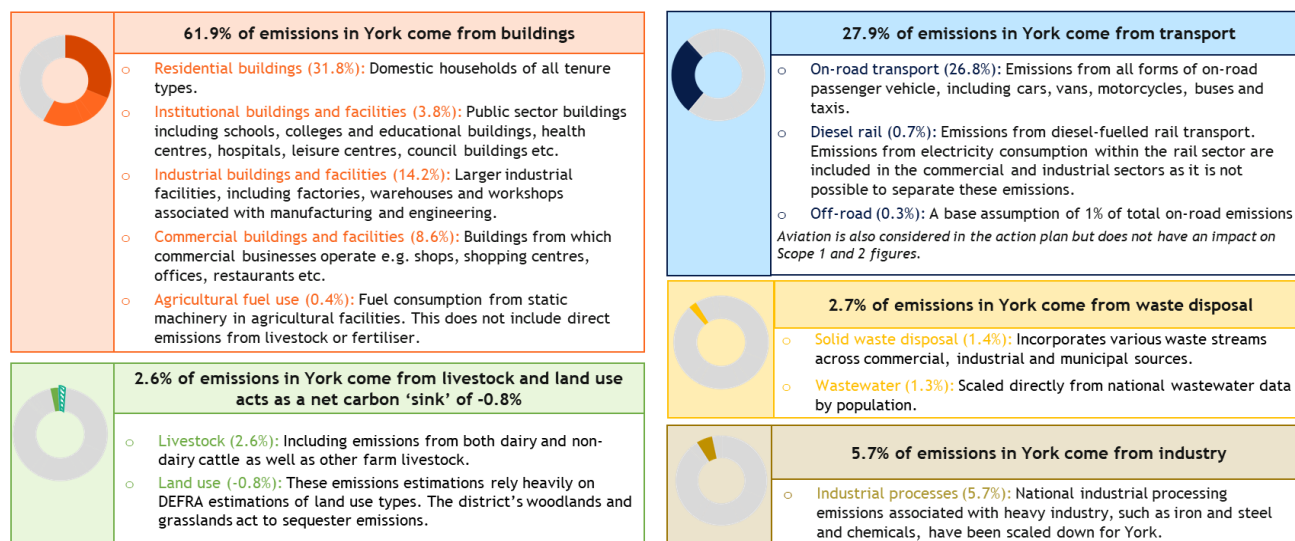 61.9% of emissions in York come from buildings
o Residential buildings (31.8%): Domestic households of all tenure
types.
o Institutional buildings and facilities (3.8%): Public sector buildings
including schools, colleges and educational buildings, health
centres, hospitals, leisure centres, council buildings etc.
o Industrial buildings and facilities (14.2%): Larger industrial
facilities, including factories, warehouses and workshops
associated with manufacturing and engineering.
o Commercial buildings and facilities (8.6%): Buildings from which
commercial businesses operate e.g. shops, shopping centres,
offices, restaurants etc.
o Agricultural fuel use (0.4%): Fuel consumption from static
machinery in agricultural facilities. This does not include direct
emissions from livestock or fertiliser.
2.6% of emissions in York come from livestock and land use
acts as a net carbon ‘sink’ of -0.8%
o Livestock (2.6%): Including emissions from both dairy and non-
dairy cattle as well as other farm livestock.
o Land use (-0.8%): These emissions estimations rely heavily on
DEFRA estimations of land use types. The district’s woodlands and
grasslands act to sequester emissions.
27.9% of emissions in York come from transport
o On-road transport (26.8%): Emissions from all forms of on-road
passenger vehicle, including cars, vans, motorcycles, buses and
taxis.
o Diesel rail (0.7%): Emissions from diesel-fuelled rail transport.
Emissions from electricity consumption within the rail sector are
included in the commercial and industrial sectors as it is not
possible to separate these emissions.
o Off-road (0.3%): A base assumption of 1% of total on-road emissions
Aviation is also considered in the action plan but does not have an impact on
Scope 1 and 2 figures.
2.7% of emissions in York come from waste disposal
o Solid waste disposal (1.4%): Incorporates various waste streams
across commercial, industrial and municipal sources.
o Wastewater (1.3%): Scaled directly from national wastewater data
by population.
5.7% of emissions in York come from industry
o Industrial processes (5.7%): National industrial processing
emissions associated with heavy industry, such as iron and steel
and chemicals, have been scaled down for York.